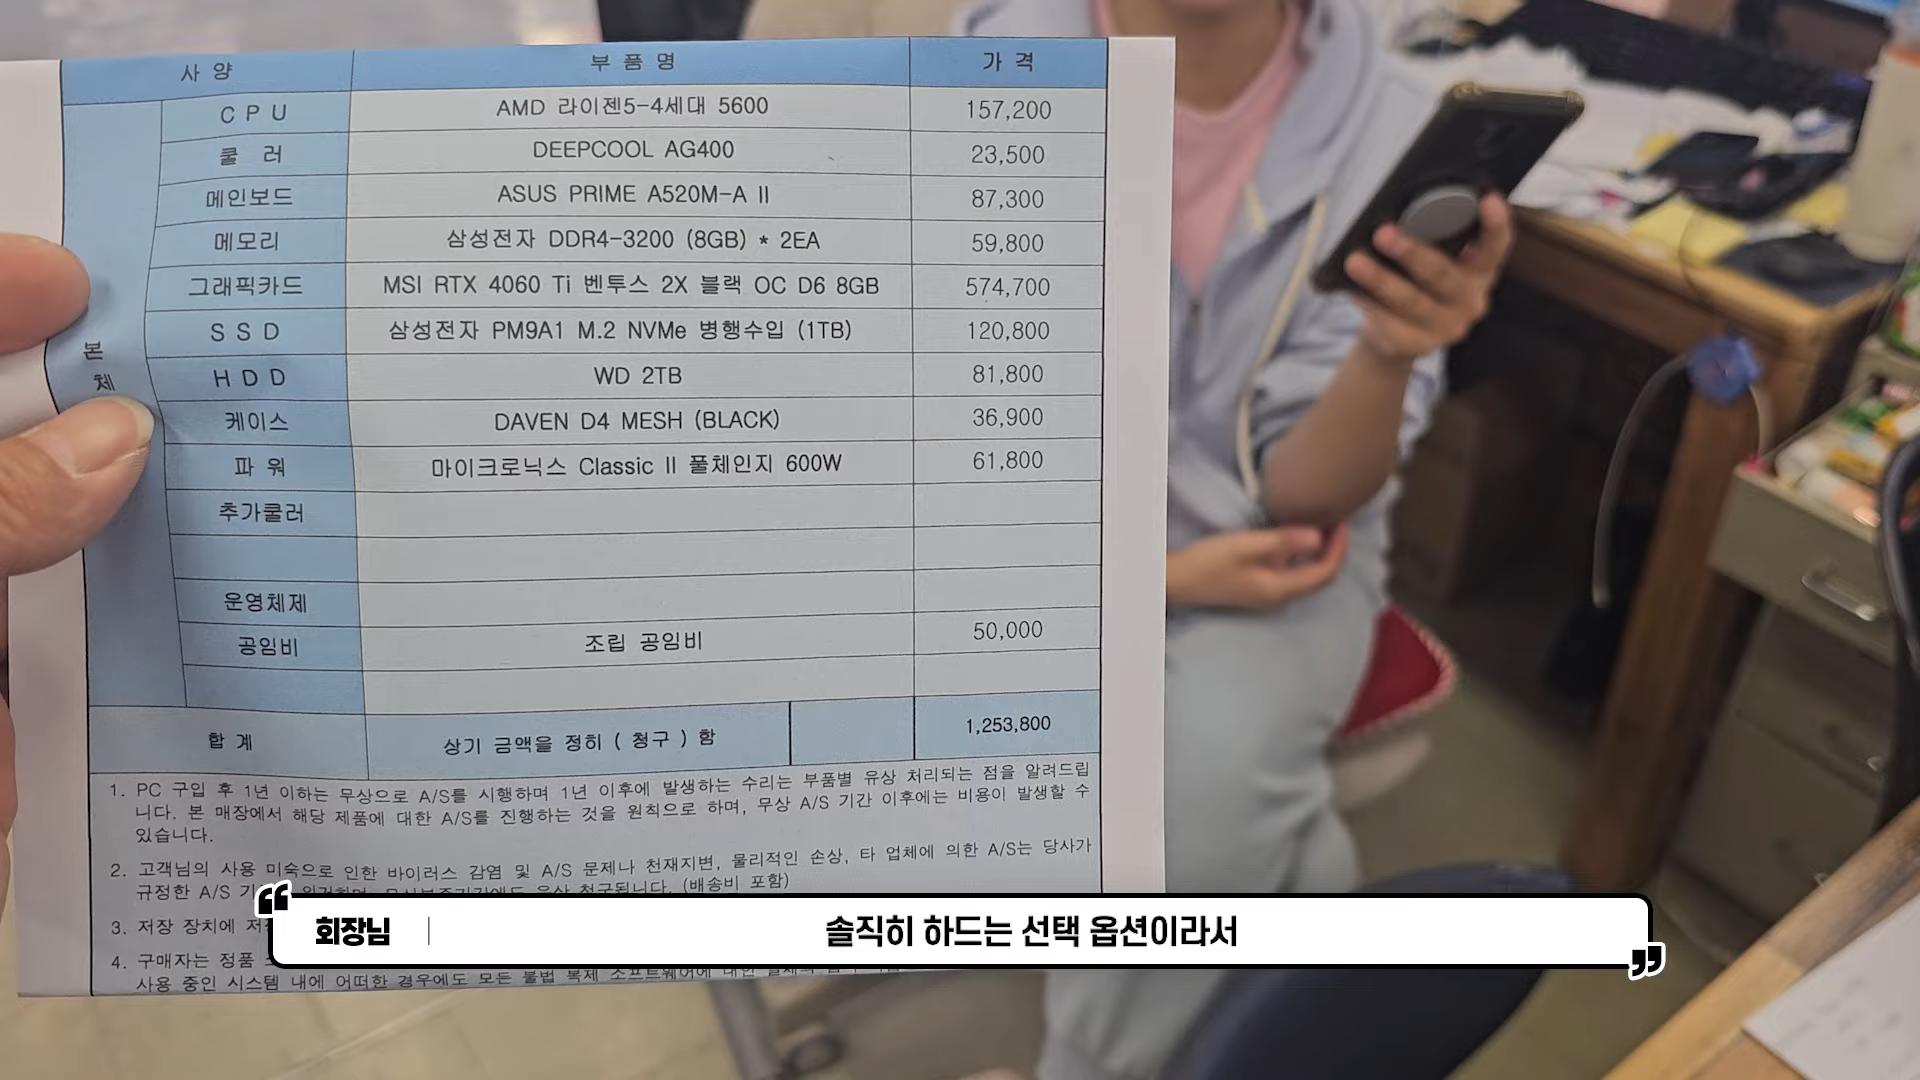 사 양 부 품 명 가 격
본 체
C P U AMD 라이젠5-4세대 5600 157,200
쿨 러 DEEPCOOL AG400 23,500
메인보드 ASUS PRIME A520M-A II 87,300
메모리 삼성전자 DDR4-3200 (8GB) * 2EA 59,800
그래픽카드 MSI RTX 4060 Ti 벤투스 2X 블랙 OC D6 8GB 574,700
S S D 삼성전자 PM9A1 M.2 NVMe 병행수입 (1TB) 120,800
H D D WD 2TB 81,800
케이스 DAVEN D4 MESH (BLACK) 36,900
파 워 마이크로닉스 Classic II 풀체인지 600W 61,800
추가쿨러
운영체제
공임비 조립 공임비 50,000
합 계 상기 금액을 정히 ( 청구 ) 함 1,253,800
1. PC 구입 후 1년 이하는 무상으로 A/S를 시행하며 1년 이후에 발생하는 수리는 부품별 유상 처리되는 점을 알려드립
니다. 본 매장에서 해당 제품에 대한 A/S를 진행하는 것을 원칙으로 하며, 무상 A/S 기간 이후에는 비용이 발생할 수
있습니다.
2. 고객님의 사용 미숙으로 인한 바이러스 감염 및 A/S 문제나 천재지변, 물리적인 손상, 타 업체에 의한 A/S는 당사가
규정한 A/S (배송비 포함)
3. 저장 장치에
4. 구매자는 정품
사용 중인 시스템 내에 어떠한 경우에도 모든 불법 복제 소프트웨어에
회장님 솔직히 하드는 선택 옵션이라서